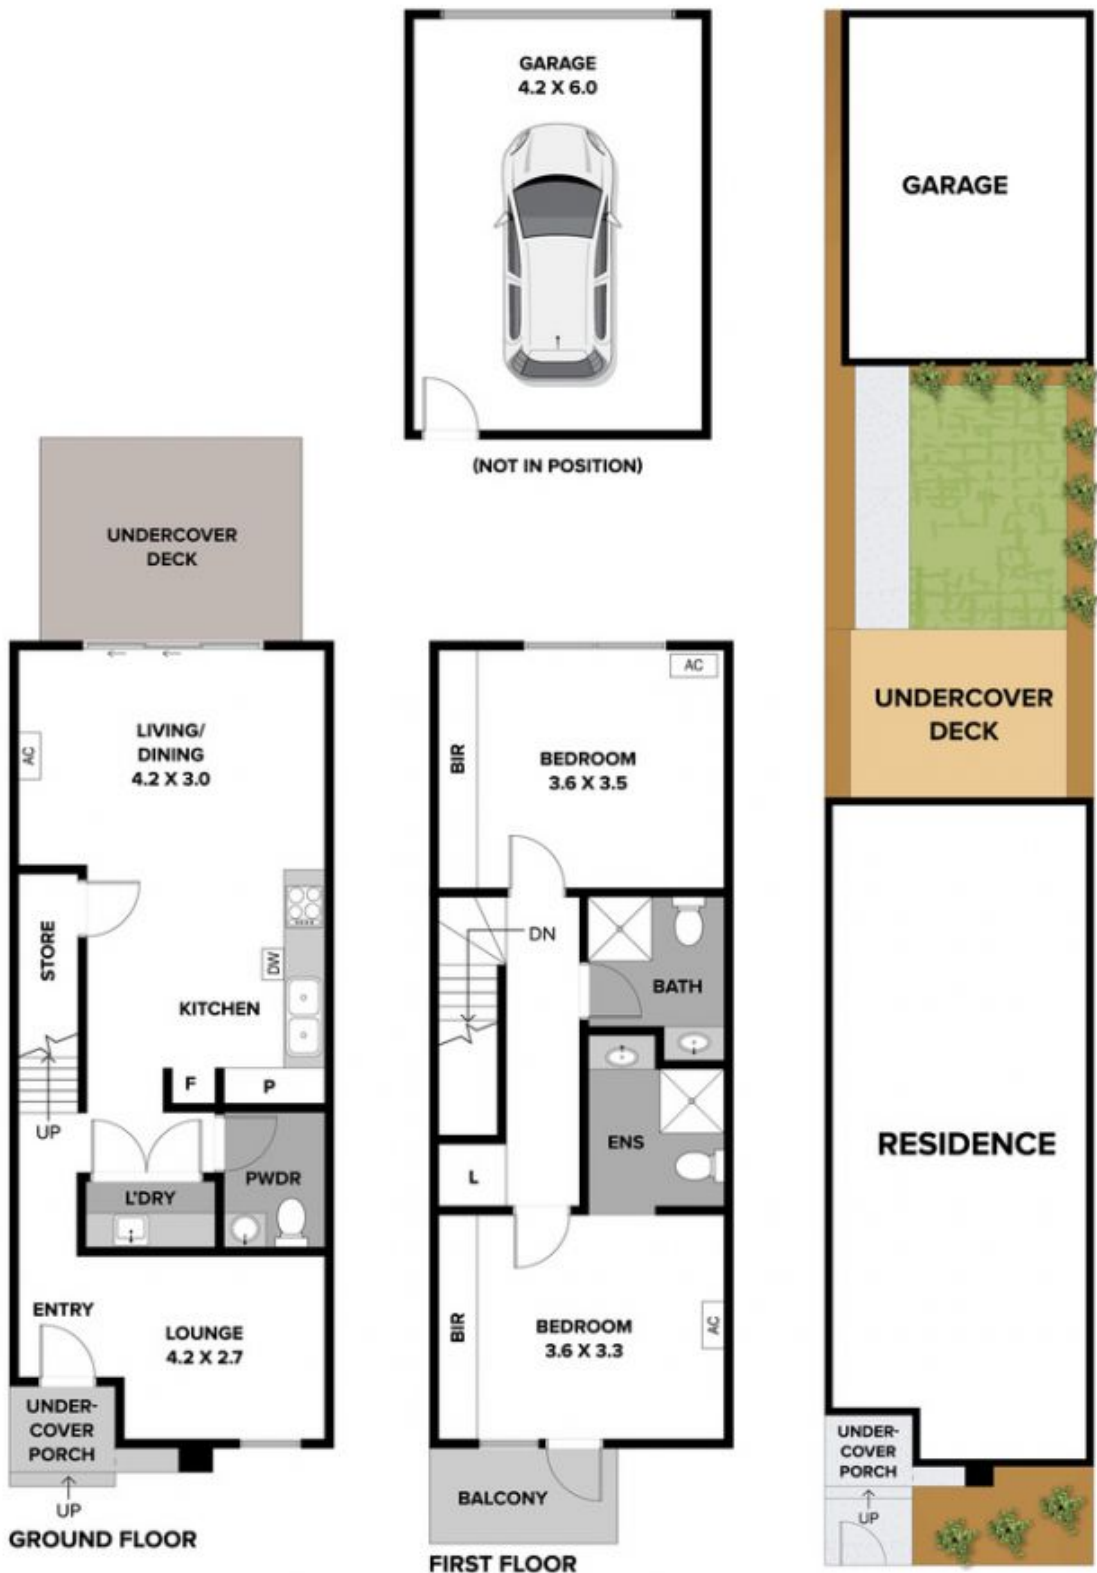 GARAGE
4.2 X 6.0
(NOT IN POSITION)
UNDERCOVER
DECK
LIVING/
DINING
4.2 X 3.0
AC
STORE
DW
KITCHEN
F
P
UP
L'DRY
PWDR
ENTRY
LOUNGE
4.2 X 2.7
UNDER-
COVER
PORCH
UP
GROUND FLOOR
AC
BIR
BEDROOM
3.6 X 3.5
DN
BATH
ENS
L
BIR
BEDROOM
3.6 X 3.3
AC
BALCONY
FIRST FLOOR
GARAGE
UNDERCOVER
DECK
RESIDENCE
UNDER-
COVER
PORCH
UP